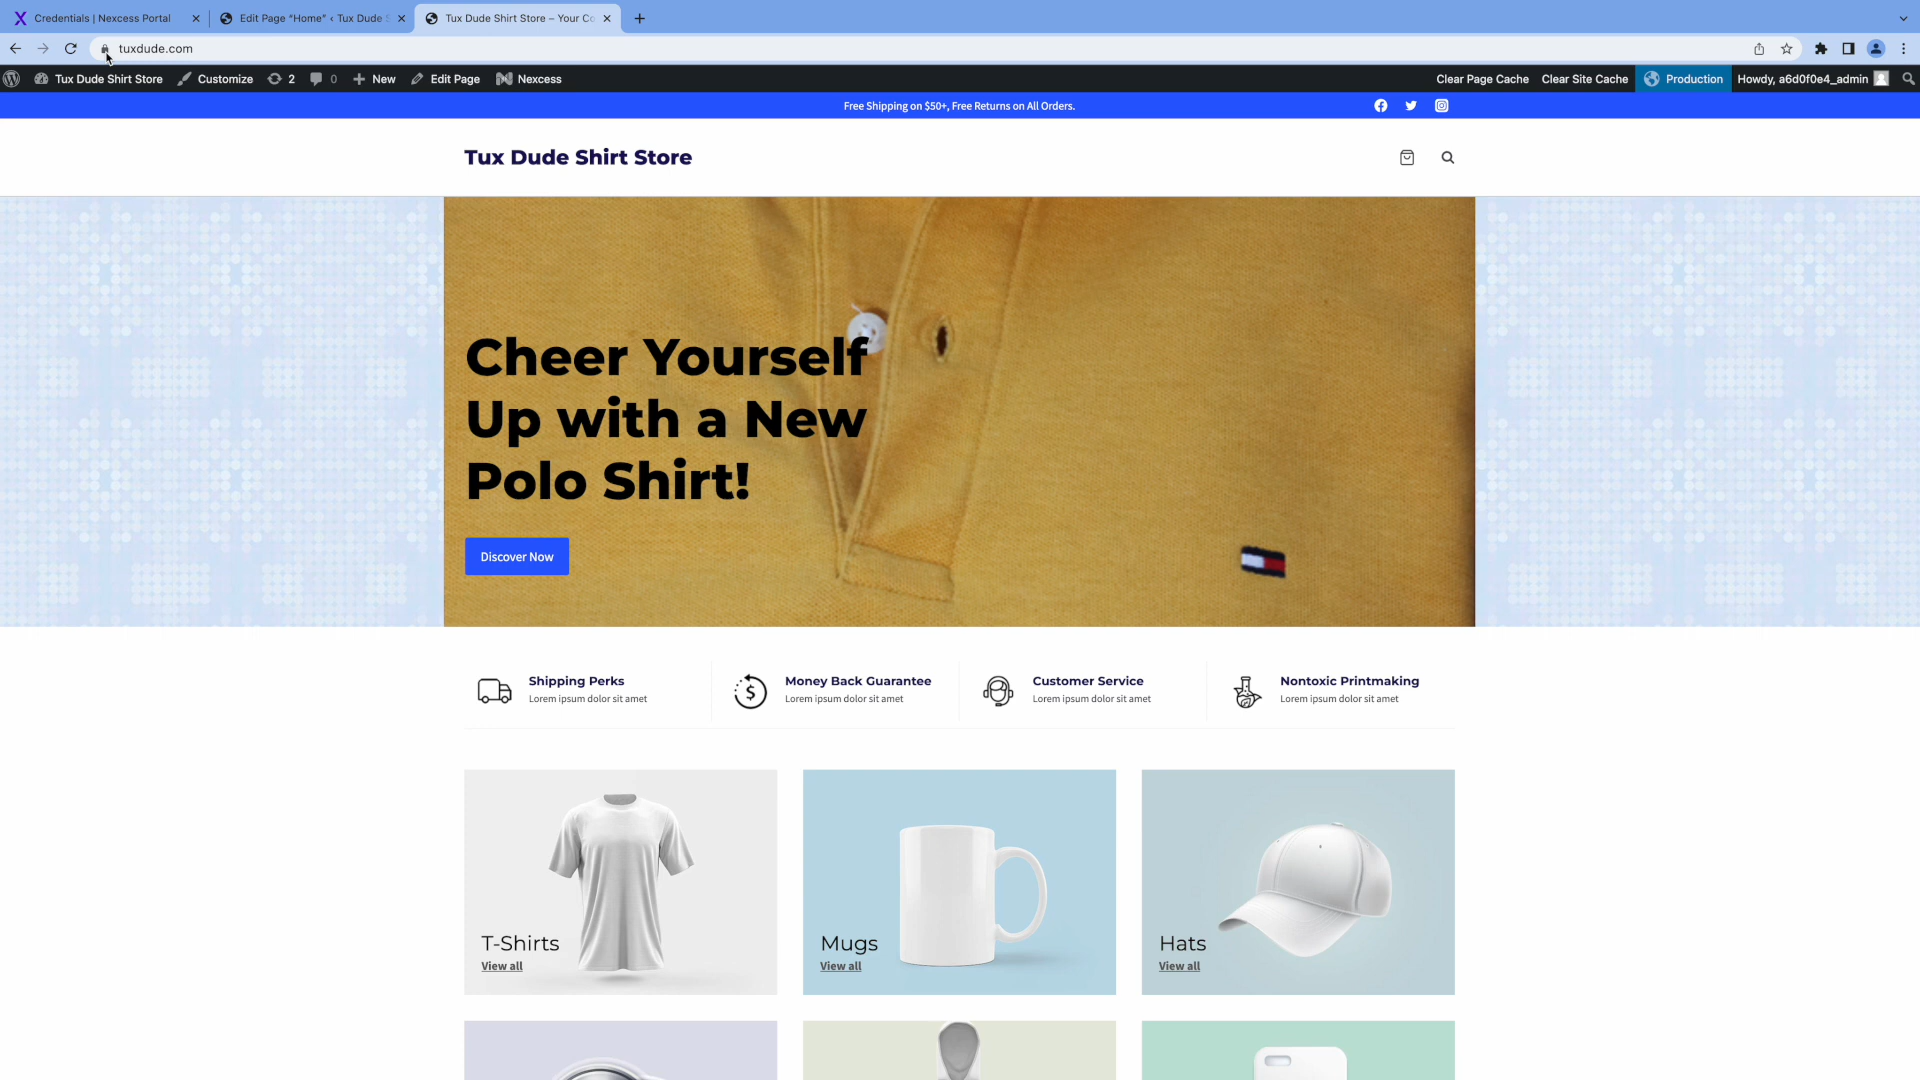 Credentials | Nexcess Portal
Edit Page “Home” ‹ Tux Dude S
Tux Dude Shirt Store – Your Co
tuxdude.com
Tux Dude Shirt Store
Customize
2
0
New
Edit Page
Nexcess
Clear Page Cache
Clear Site Cache
Production
Howdy, a6d0f0e4_admin
Free Shipping on $50+, Free Returns on All Orders.
Tux Dude Shirt Store
Cheer Yourself
Up with a New
Polo Shirt!
Discover Now
Shipping Perks
Lorem ipsum dolor sit amet
Money Back Guarantee
Lorem ipsum dolor sit amet
Customer Service
Lorem ipsum dolor sit amet
Nontoxic Printmaking
Lorem ipsum dolor sit amet
T-Shirts
View all
Mugs
View all
Hats
View all